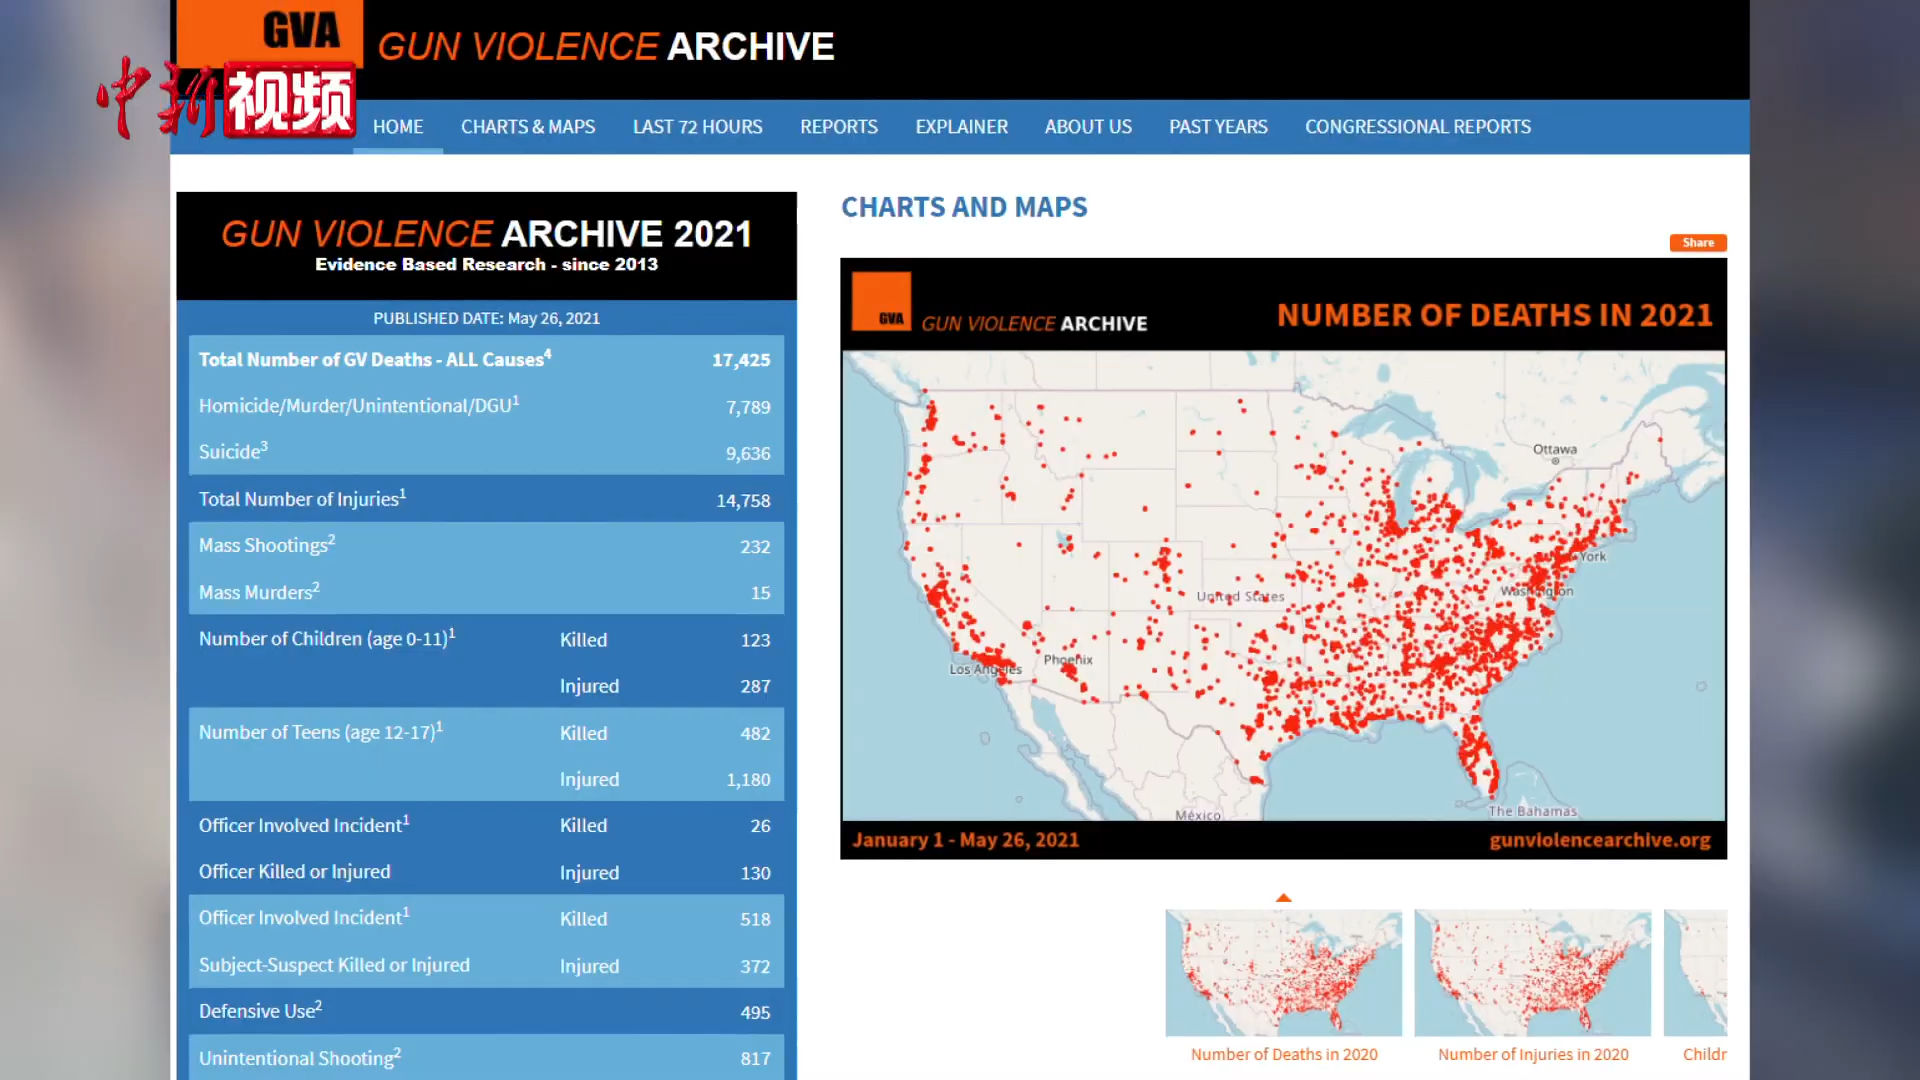 GVA
GUN VIOLENCE ARCHIVE
中新视频
HOME CHARTS & MAPS LAST 72 HOURS REPORTS EXPLAINER ABOUT US PAST YEARS CONGRESSIONAL REPORTS
GUN VIOLENCE ARCHIVE 2021
Evidence Based Research - since 2013
PUBLISHED DATE: May 26, 2021
Total Number of GV Deaths - ALL Causes4 17,425
Homicide/Murder/Unintentional/DGU1 7,789
Suicide3 9,636
Total Number of Injuries1 14,758
Mass Shootings2 232
Mass Murders2 15
Number of Children (age 0-11)1 Killed 123
Injured 287
Number of Teens (age 12-17)1 Killed 482
Injured 1,180
Officer Involved Incident1 Killed 26
Officer Killed or Injured Injured 130
Officer Involved Incident1 Killed 518
Subject-Suspect Killed or Injured Injured 372
Defensive Use2 495
Unintentional Shooting2 817
CHARTS AND MAPS
Share
GVA
GUN VIOLENCE ARCHIVE
NUMBER OF DEATHS IN 2021
Ottawa
York
Washington
United States
Phoenix
Los Angeles
The Bahamas
México
January 1 - May 26, 2021
gunviolencearchive.org
Number of Deaths in 2020
Number of Injuries in 2020
Childr